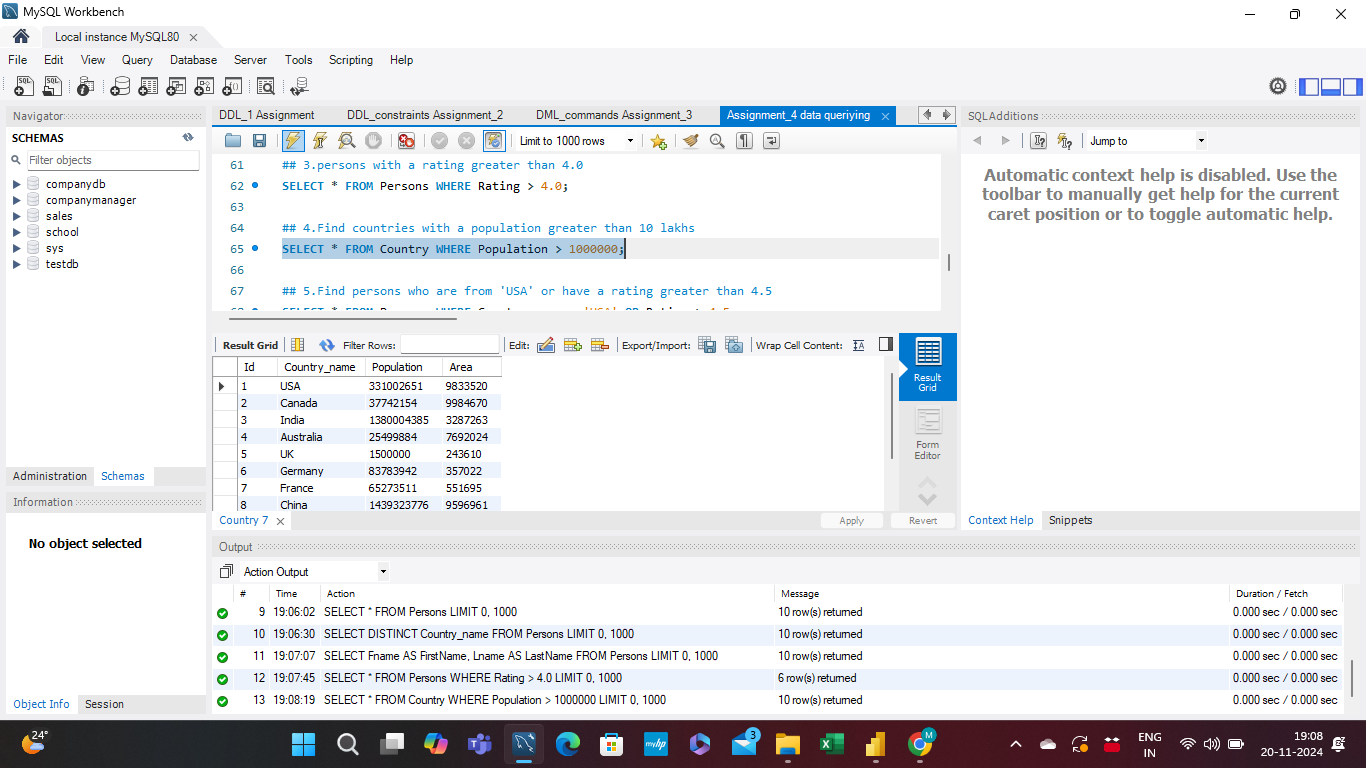 MySQL Workbench
Local instance MySQL80
File Edit View Query Database Server Tools Scripting Help
Navigator
SCHEMAS
Filter objects
companydb
companymanager
sales
school
sys
testdb
Administration Schemas
Information
No object selected
Object Info Session
DDL_1 Assignment DDL_constraints Assignment_2 DML_commands Assignment_3 Assignment_4 data queriying
Limit to 1000 rows
61 ## 3.persons with a rating greater than 4.0
62 SELECT * FROM Persons WHERE Rating > 4.0;
63
64 ## 4.Find countries with a population greater than 10 lakhs
65 SELECT * FROM Country WHERE Population > 1000000;
66
67 ## 5.Find persons who are from 'USA' or have a rating greater than 4.5
Result Grid Filter Rows: Edit: Export/Import: Wrap Cell Content:
Id Country_name Population Area
1 USA 331002651 9833520
2 Canada 37742154 9984670
3 India 1380004385 3287263
4 Australia 25499884 7692024
5 UK 1500000 243610
6 Germany 83783942 357022
7 France 65273511 551695
8 China 1439323776 9596961
Result
Grid
Form
Editor
Country 7 Apply Revert
SQLAdditions
Jump to
Automatic context help is disabled. Use the
toolbar to manually get help for the current
caret position or to toggle automatic help.
Context Help Snippets
Output
Action Output
# Time Action Message Duration / Fetch
9 19:06:02 SELECT * FROM Persons LIMIT 0, 1000 10 row(s) returned 0.000 sec / 0.000 sec
10 19:06:30 SELECT DISTINCT Country_name FROM Persons LIMIT 0, 1000 10 row(s) returned 0.000 sec / 0.000 sec
11 19:07:07 SELECT Fname AS FirstName, Lname AS LastName FROM Persons LIMIT 0, 1000 10 row(s) returned 0.000 sec / 0.000 sec
12 19:07:45 SELECT * FROM Persons WHERE Rating > 4.0 LIMIT 0, 1000 6 row(s) returned 0.000 sec / 0.000 sec
13 19:08:19 SELECT * FROM Country WHERE Population > 1000000 LIMIT 0, 1000 10 row(s) returned 0.000 sec / 0.000 sec
24°
myhp
3
M
ENG
IN
19:08
20-11-2024